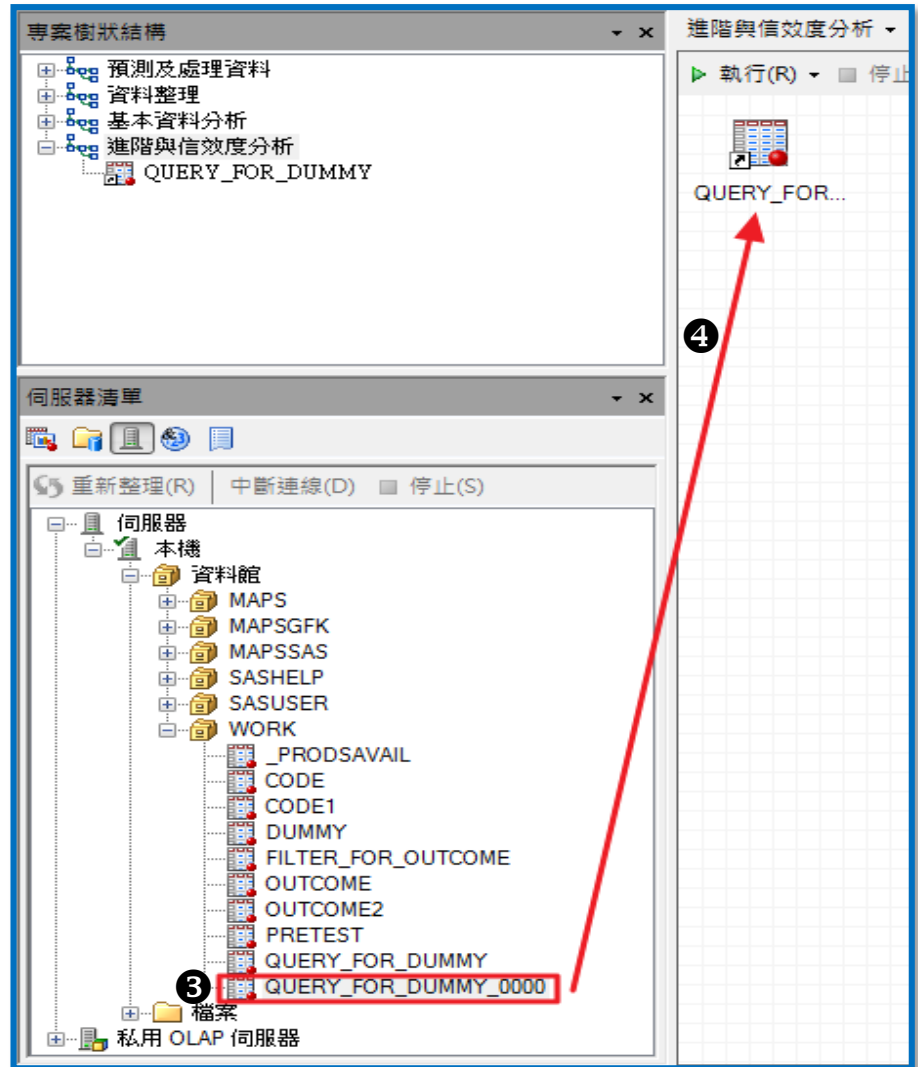 專案樹狀結構
預測及處理資料
資料整理
基本資料分析
進階與信效度分析
QUERY_FOR_DUMMY
伺服器清單
重新整理(R) 中斷連線(D) 停止(S)
伺服器
本機
資料館
MAPS
MAPSGFK
MAPSSAS
SASHELP
SASUSER
WORK
_PRODSAVAIL
CODE
CODE1
DUMMY
FILTER_FOR_OUTCOME
OUTCOME
OUTCOME2
PRETEST
QUERY_FOR_DUMMY
❸ QUERY_FOR_DUMMY_0000
檔案
私用 OLAP 伺服器
進階與信效度分析
執行(R) 停止
QUERY_FOR...
❹